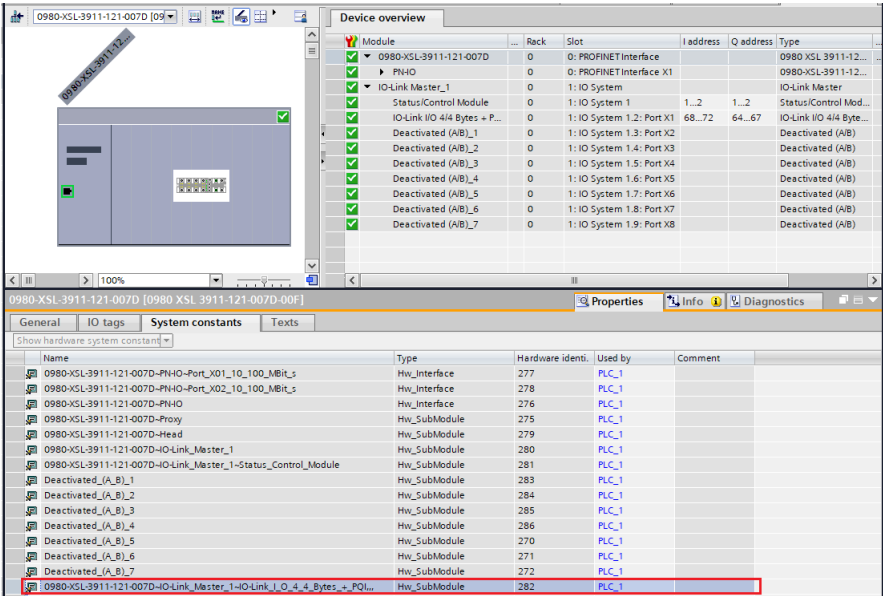 0980-XSL-3911-121-007D [09
Device overview
0980-XSL-3911-12...
Module ... Rack Slot I address Q address Type ...
0980-XSL-3911-121-007D 0 0: PROFINET Interface 0980 XSL 3911-12... ...
PN-IO 0 0: PROFINET Interface X1 0980-XSL-3911-12...
IO-Link Master_1 0 1: IO System IO-Link Master
Status/Control Module 0 1: IO System 1 1...2 1...2 Status/Control Mod...
IO-Link I/O 4/4 Bytes + P... 0 1: IO System 1.2: Port X1 68...72 64...67 IO-Link I/O 4/4 Byte...
Deactivated (A/B)_1 0 1: IO System 1.3: Port X2 Deactivated (A/B)
Deactivated (A/B)_2 0 1: IO System 1.4: Port X3 Deactivated (A/B)
Deactivated (A/B)_3 0 1: IO System 1.5: Port X4 Deactivated (A/B)
Deactivated (A/B)_4 0 1: IO System 1.6: Port X5 Deactivated (A/B)
Deactivated (A/B)_5 0 1: IO System 1.7: Port X6 Deactivated (A/B)
Deactivated (A/B)_6 0 1: IO System 1.8: Port X7 Deactivated (A/B)
Deactivated (A/B)_7 0 1: IO System 1.9: Port X8 Deactivated (A/B)
100%
0980-XSL-3911-121-007D [0980 XSL 3911-121-007D-00F] Properties Info Diagnostics
General IO tags System constants Texts
Show hardware system constant
Name Type Hardware identi. Used by Comment
0980-XSL-3911-121-007D~PN-IO~Port_X01_10_100_MBit_s Hw_Interface 277 PLC_1
0980-XSL-3911-121-007D~PN-IO~Port_X02_10_100_MBit_s Hw_Interface 278 PLC_1
0980-XSL-3911-121-007D~PN-IO Hw_Interface 276 PLC_1
0980-XSL-3911-121-007D~Proxy Hw_SubModule 275 PLC_1
0980-XSL-3911-121-007D~Head Hw_SubModule 279 PLC_1
0980-XSL-3911-121-007D~IO-Link_Master_1 Hw_SubModule 280 PLC_1
0980-XSL-3911-121-007D~IO-Link_Master_1~Status_Control_Module Hw_SubModule 281 PLC_1
Deactivated_(A_B)_1 Hw_SubModule 283 PLC_1
Deactivated_(A_B)_2 Hw_SubModule 284 PLC_1
Deactivated_(A_B)_3 Hw_SubModule 285 PLC_1
Deactivated_(A_B)_4 Hw_SubModule 286 PLC_1
Deactivated_(A_B)_5 Hw_SubModule 270 PLC_1
Deactivated_(A_B)_6 Hw_SubModule 271 PLC_1
Deactivated_(A_B)_7 Hw_SubModule 272 PLC_1
0980-XSL-3911-121-007D~IO-Link_Master_1~IO-Link_I_O_4_4_Bytes_+_PQI,... Hw_SubModule 282 PLC_1